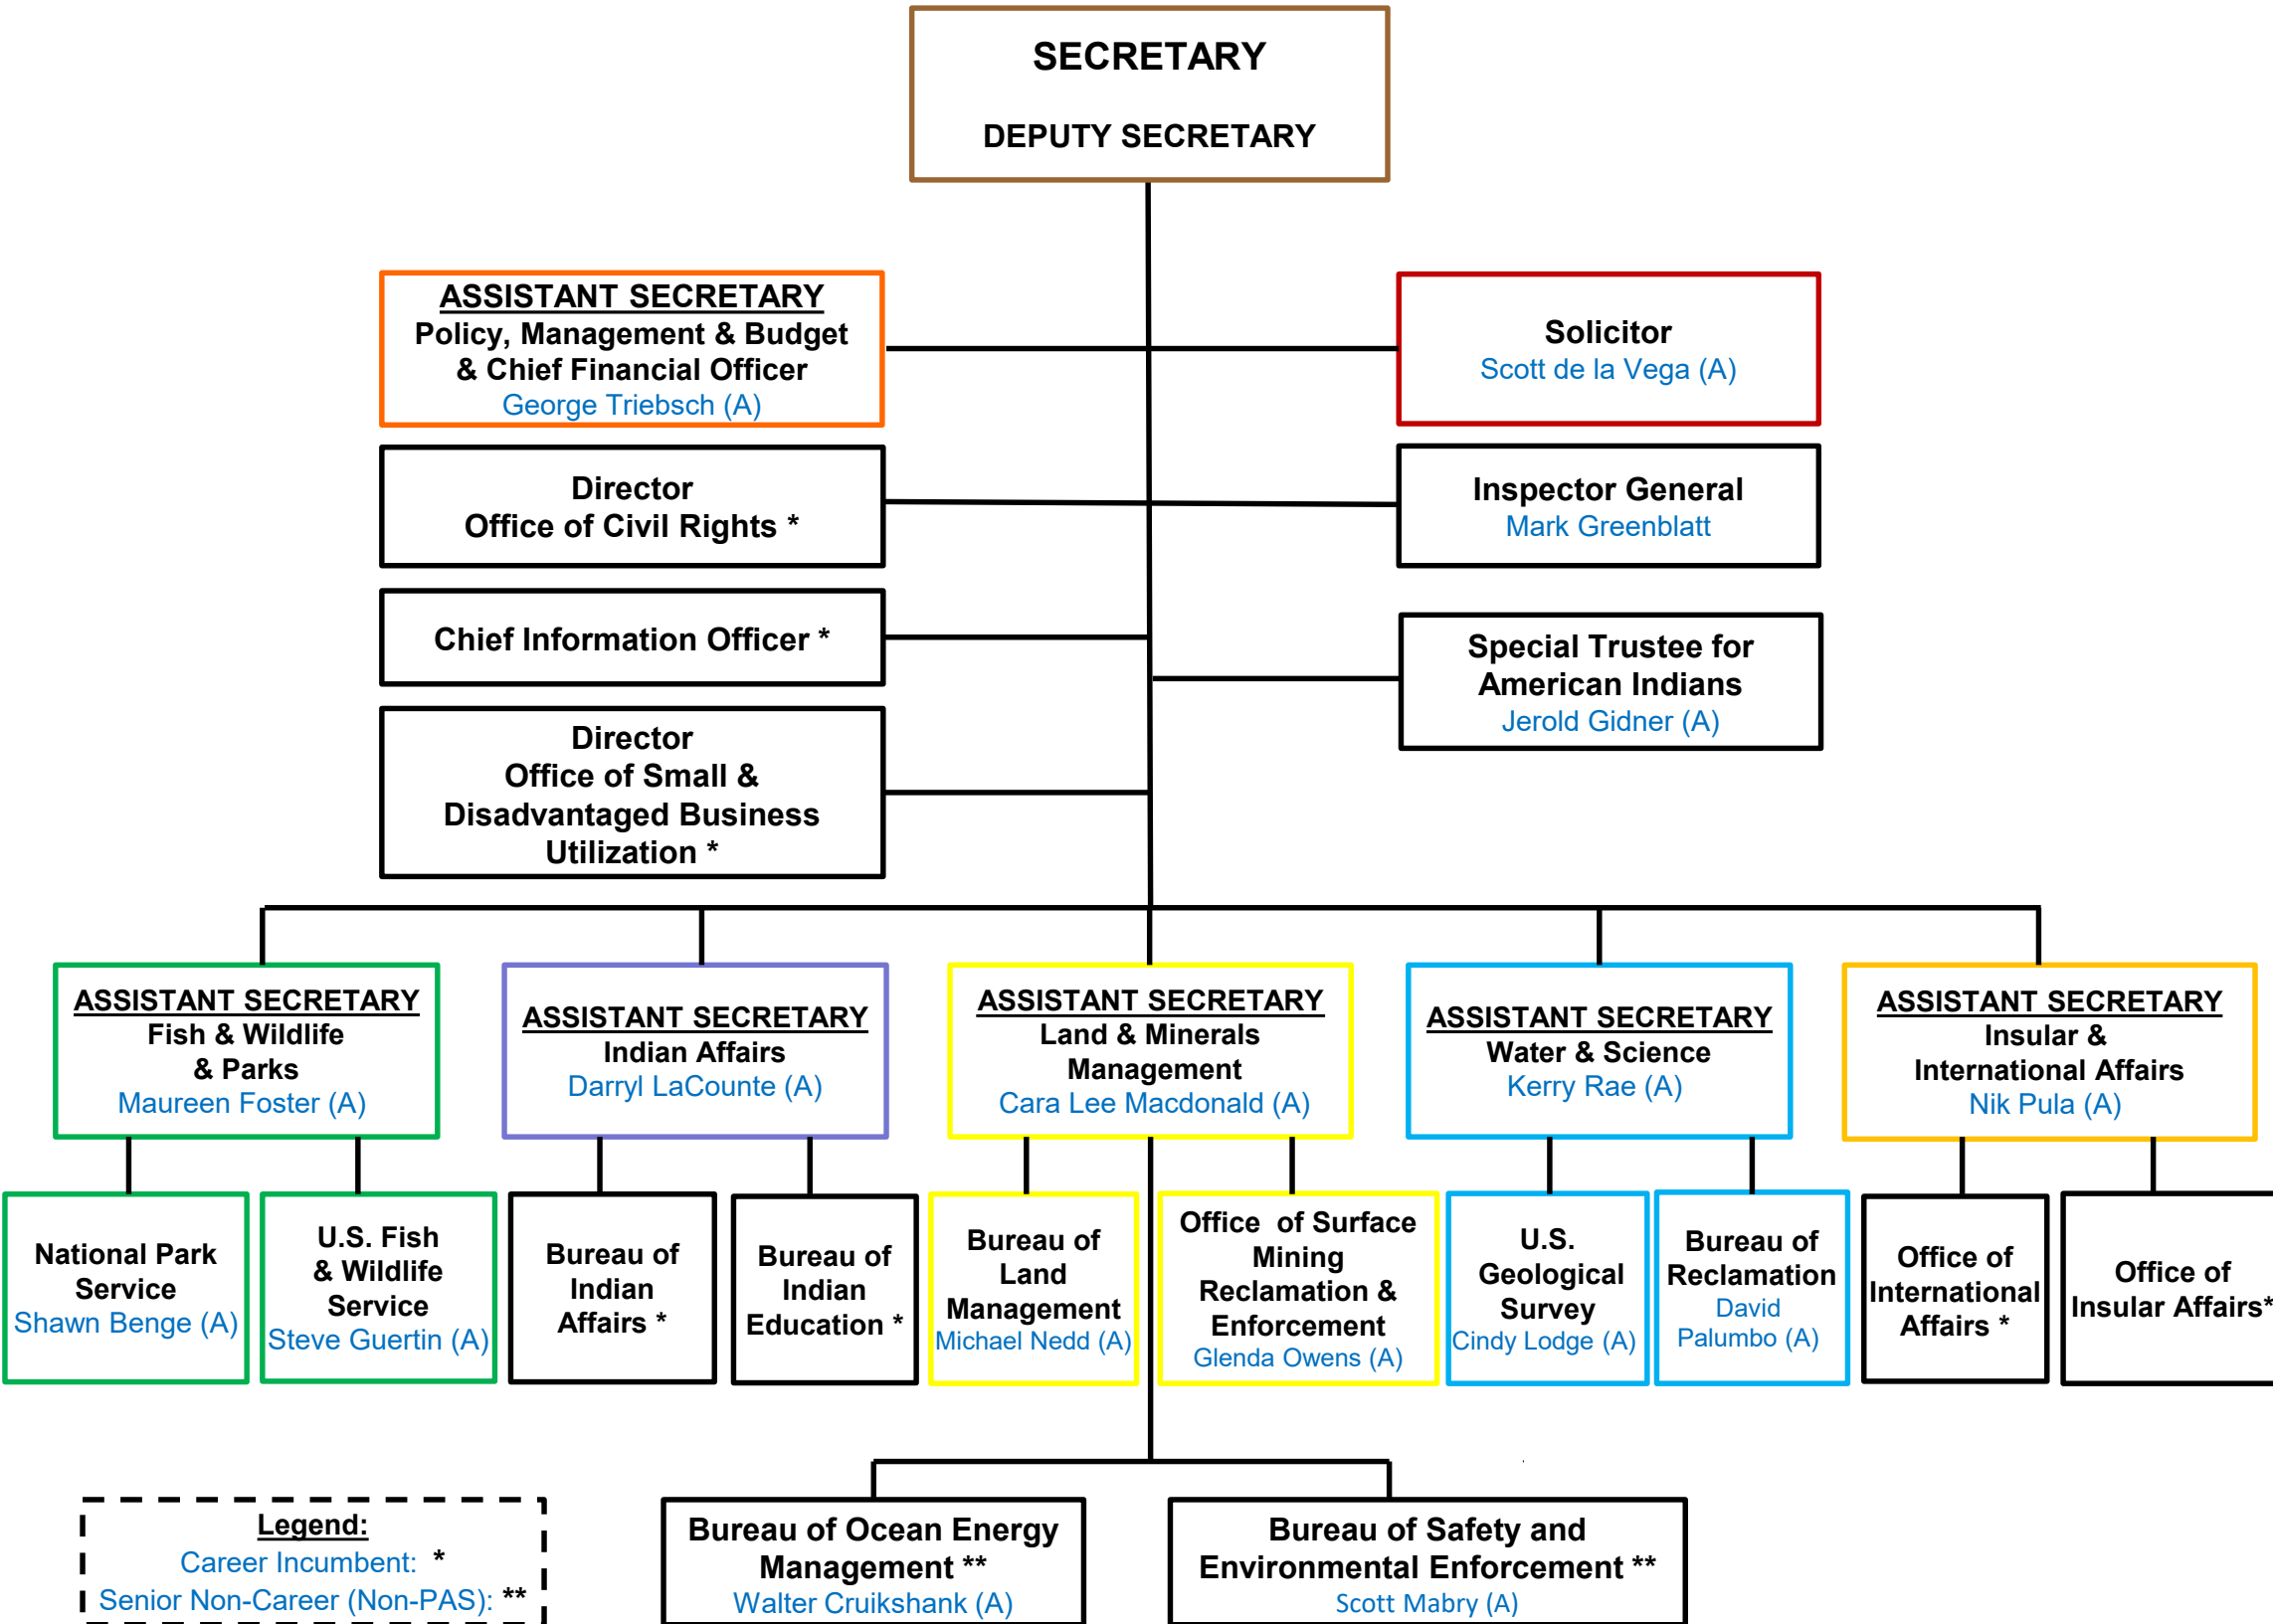 SECRETARY
DEPUTY SECRETARY
ASSISTANT SECRETARY
Policy, Management & Budget
& Chief Financial Officer
George Triebsch (A)
Solicitor
Scott de la Vega (A)
Director
Office of Civil Rights *
Inspector General
Mark Greenblatt
Chief Information Officer *
Special Trustee for
American Indians
Jerold Gidner (A)
Director
Office of Small &
Disadvantaged Business
Utilization *
ASSISTANT SECRETARY
Fish & Wildlife
& Parks
Maureen Foster (A)
ASSISTANT SECRETARY
Indian Affairs
Darryl LaCounte (A)
ASSISTANT SECRETARY
Land & Minerals
Management
Cara Lee Macdonald (A)
ASSISTANT SECRETARY
Water & Science
Kerry Rae (A)
ASSISTANT SECRETARY
Insular &
International Affairs
Nik Pula (A)
National Park
Service
Shawn Benge (A)
U.S. Fish
& Wildlife
Service
Steve Guertin (A)
Bureau of
Indian
Affairs *
Bureau of
Indian
Education *
Bureau of
Land
Management
Michael Nedd (A)
Office of Surface
Mining
Reclamation &
Enforcement
Glenda Owens (A)
U.S.
Geological
Survey
Cindy Lodge (A)
Bureau of
Reclamation
David
Palumbo (A)
Office of
International
Affairs *
Office of
Insular Affairs*
Legend:
Career Incumbent: *
Senior Non-Career (Non-PAS): **
Bureau of Ocean Energy
Management **
Walter Cruikshank (A)
Bureau of Safety and
Environmental Enforcement **
Scott Mabry (A)